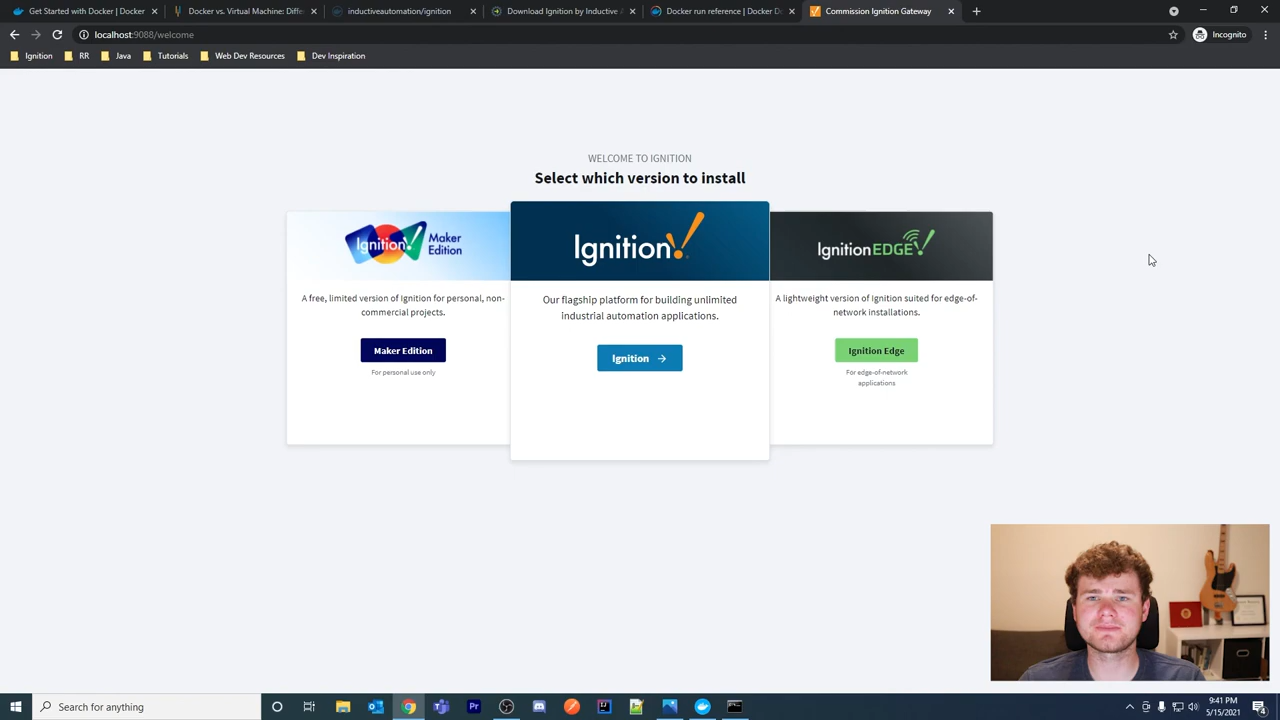 Get Started with Docker | Docker
Docker vs. Virtual Machine: Diffe
inductiveautomation/ignition
Download Ignition by Inductive A
Docker run reference | Docker Do
Commission Ignition Gateway
localhost:9088/welcome
Incognito
Ignition
RR
Java
Tutorials
Web Dev Resources
Dev Inspiration
WELCOME TO IGNITION
Select which version to install
Ignition! Maker Edition
A free, limited version of Ignition for personal, non-
commercial projects.
Maker Edition
For personal use only
Ignition!
Our flagship platform for building unlimited
industrial automation applications.
Ignition →
Ignition EDGE!
A lightweight version of Ignition suited for edge-of-
network installations.
Ignition Edge
For edge-of-network
applications
Search for anything
9:41 PM
5/15/2021
4